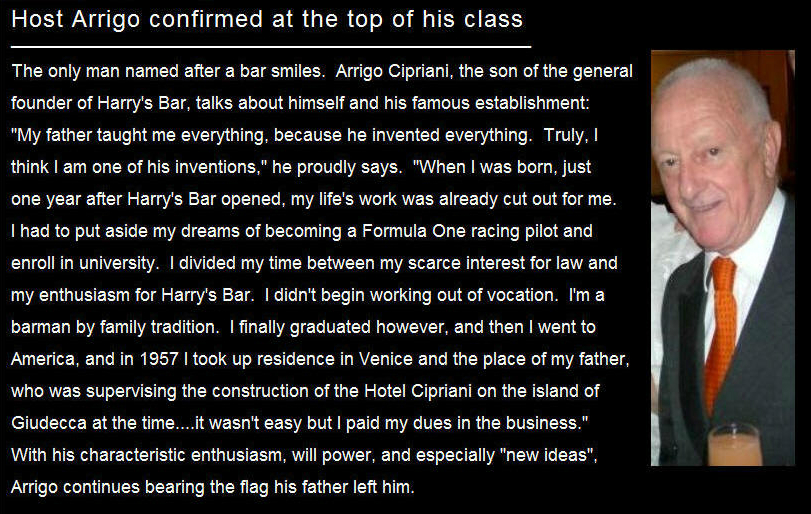 Host Arrigo confirmed at the top of his class
The only man named after a bar smiles. Arrigo Cipriani, the son of the general
founder of Harry's Bar, talks about himself and his famous establishment:
"My father taught me everything, because he invented everything. Truly, I
think I am one of his inventions," he proudly says. "When I was born, just
one year after Harry's Bar opened, my life's work was already cut out for me.
I had to put aside my dreams of becoming a Formula One racing pilot and
enroll in university. I divided my time between my scarce interest for law and
my enthusiasm for Harry's Bar. I didn't begin working out of vocation. I'm a
barman by family tradition. I finally graduated however, and then I went to
America, and in 1957 I took up residence in Venice and the place of my father,
who was supervising the construction of the Hotel Cipriani on the island of
Giudecca at the time....it wasn't easy but I paid my dues in the business."
With his characteristic enthusiasm, will power, and especially "new ideas",
Arrigo continues bearing the flag his father left him.